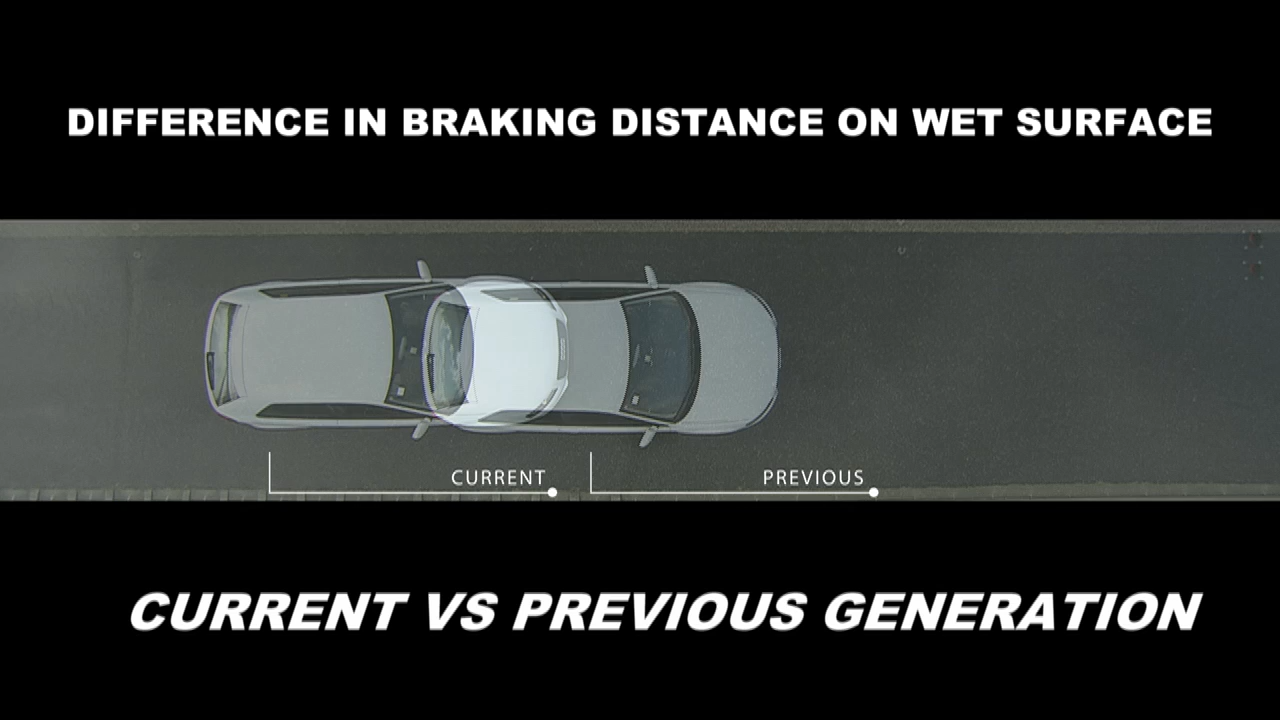 DIFFERENCE IN BRAKING DISTANCE ON WET SURFACE
CURRENT
PREVIOUS
CURRENT VS PREVIOUS GENERATION